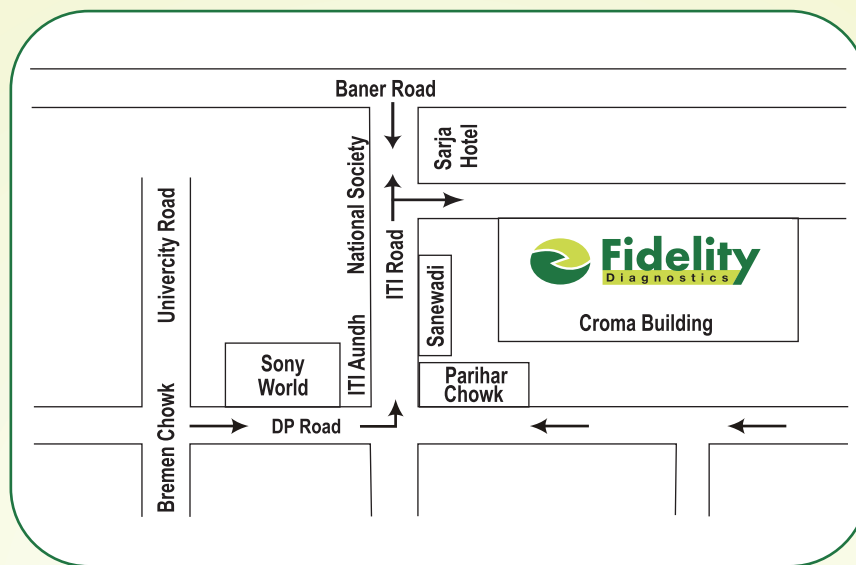 Baner Road
Sarja
Hotel
National Society
Univercity Road
ITI Road
Fidelity
Diagnostics
Croma Building
Sanewadi
ITI Aundh
Sony
World
Parihar
Chowk
Bremen Chowk
DP Road